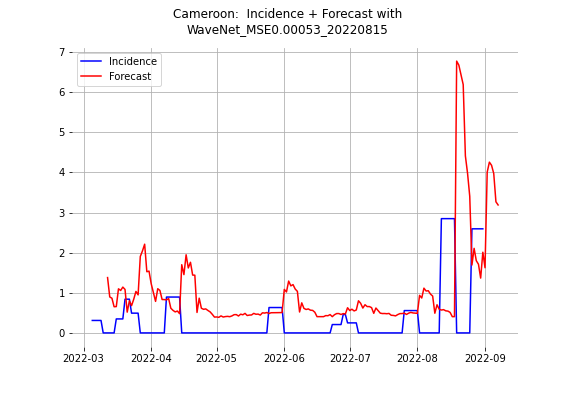 Cameroon:  Incidence + Forecast with
WaveNet_MSE0.00053_20220815
Incidence
Forecast
7
6
5
4
3
2
1
0
2022-03 2022-04 2022-05 2022-06 2022-07 2022-08 2022-09